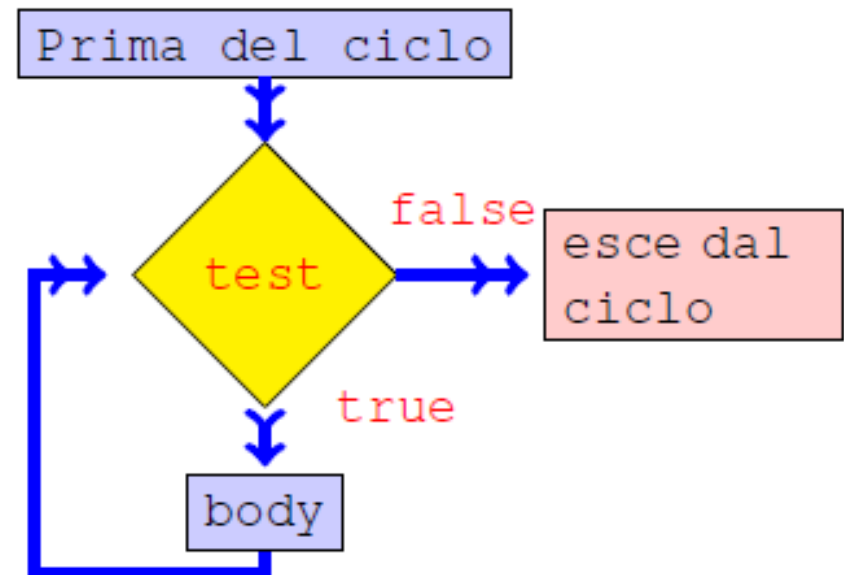 Prima del ciclo
false
esce dal
ciclo
test
true
body